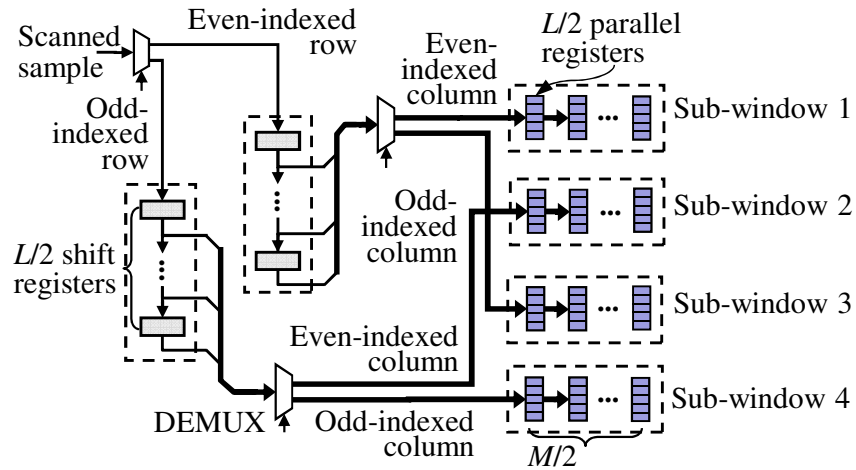 Scanned
sample
Even-indexed
row
Odd-
indexed
row
L/2 shift
registers
Even-
indexed
column
L/2 parallel
registers
Sub-window 1
Odd-
indexed
column
Sub-window 2
Sub-window 3
Even-indexed
column
DEMUX
Odd-indexed
column
Sub-window 4
M/2